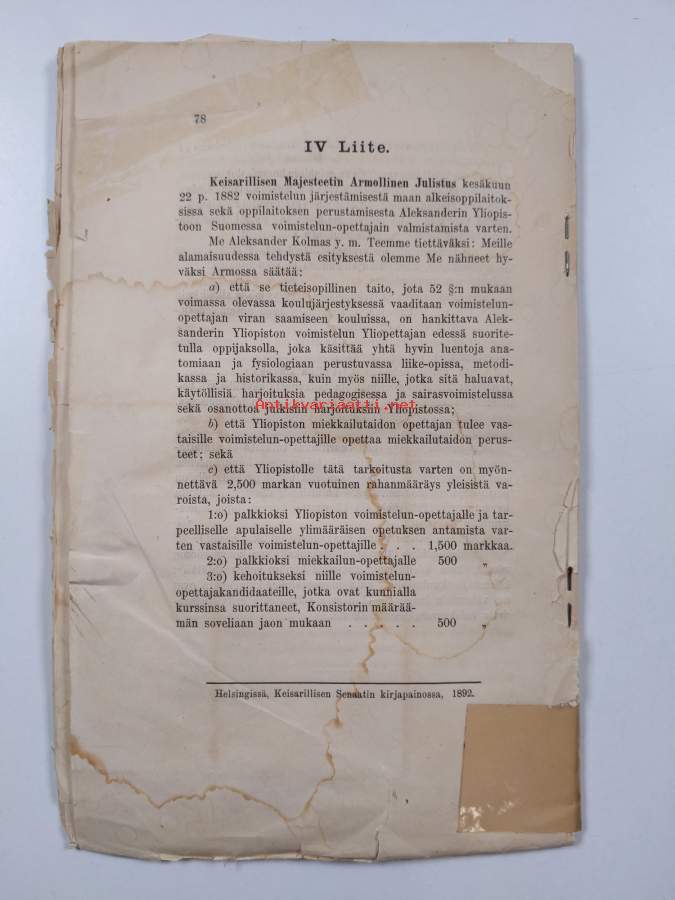 78
IV Liite.
Keisarillisen Majesteetin Armollinen Julistus kesäkuun
22 p. 1882 voimistelun järjestämisestä maan alkeisoppilaitok-
sissa sekä oppilaitoksen perustamisesta Aleksanderin Yliopis-
toon Suomessa voimistelun-opettajain valmistamista varten.
Me Aleksander Kolmas y. m. Teemme tiettäväksi: Meille
alamaisuudessa tehdystä esityksestä olemme Me nähneet hy-
väksi Armossa säätää:
a) että se tieteisopillinen taito, jota 52 §:n mukaan
voimassa olevassa koulujärjestyksessä vaaditaan voimistelun-
opettajan viran saamiseen kouluissa, on hankittava Alek-
sanderin Yliopiston voimistelun Yliopettajan edessä suorite-
tulla oppijaksolla, joka käsittää yhtä hyvin luentoja ana-
tomiaan ja fysiologiaan perustuvassa liike-opissa, metodi-
kassa ja historikassa, kuin myös niille, jotka sitä haluavat,
käytöllisiä harjoituksia pedagogisessa ja sairasvoimistelussa
sekä osanottoa julkisiin harjoituksiin Yliopistossa;
Antikvariaatti.net
b) että Yliopiston miekkailutaidon opettajan tulee vas-
taisille voimistelun-opettajille opettaa miekkailutaidon perus-
teet; sekä
c) että Yliopistolle tätä tarkoitusta varten on myön-
nettävä 2,500 markan vuotuinen rahanmääräys yleisistä va-
roista, joista:
1:o) palkkioksi Yliopiston voimistelun-opettajalle ja tar-
peelliselle apulaiselle ylimääräisen opetuksen antamista var-
ten vastaisille voimistelun-opettajille . . . 1,500 markkaa.
2:o) palkkioksi miekkailun-opettajalle 500 „
3:o) kehoitukseksi niille voimistelun-
opettajakandidaateille, jotka ovat kunnialla
kurssinsa suorittaneet, Konsistorin määrää-
män soveliaan jaon mukaan . . . . . 500 „
Helsingissä, Keisarillisen Senaatin kirjapainossa, 1892.